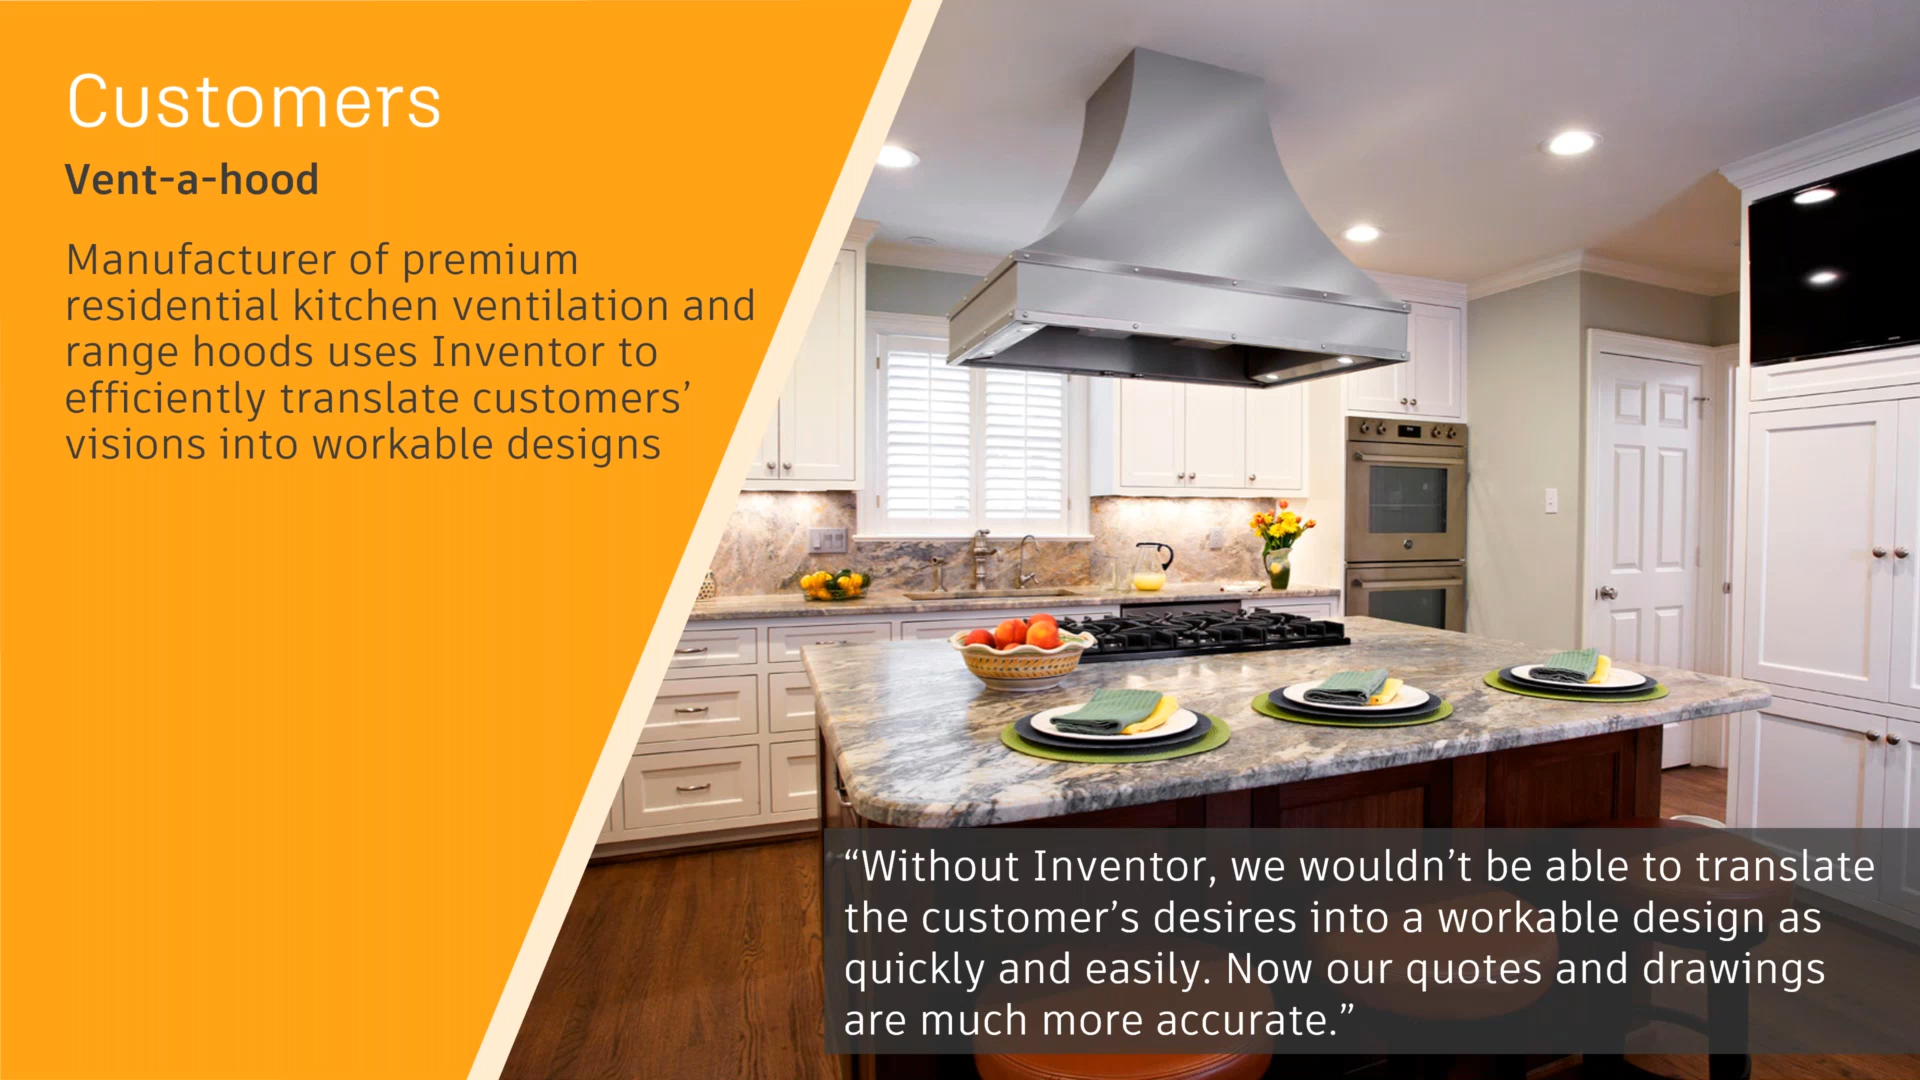 Customers
Vent-a-hood
Manufacturer of premium
residential kitchen ventilation and
range hoods uses Inventor to
efficiently translate customers’
visions into workable designs
“Without Inventor, we wouldn’t be able to translate
the customer’s desires into a workable design as
quickly and easily. Now our quotes and drawings
are much more accurate.”